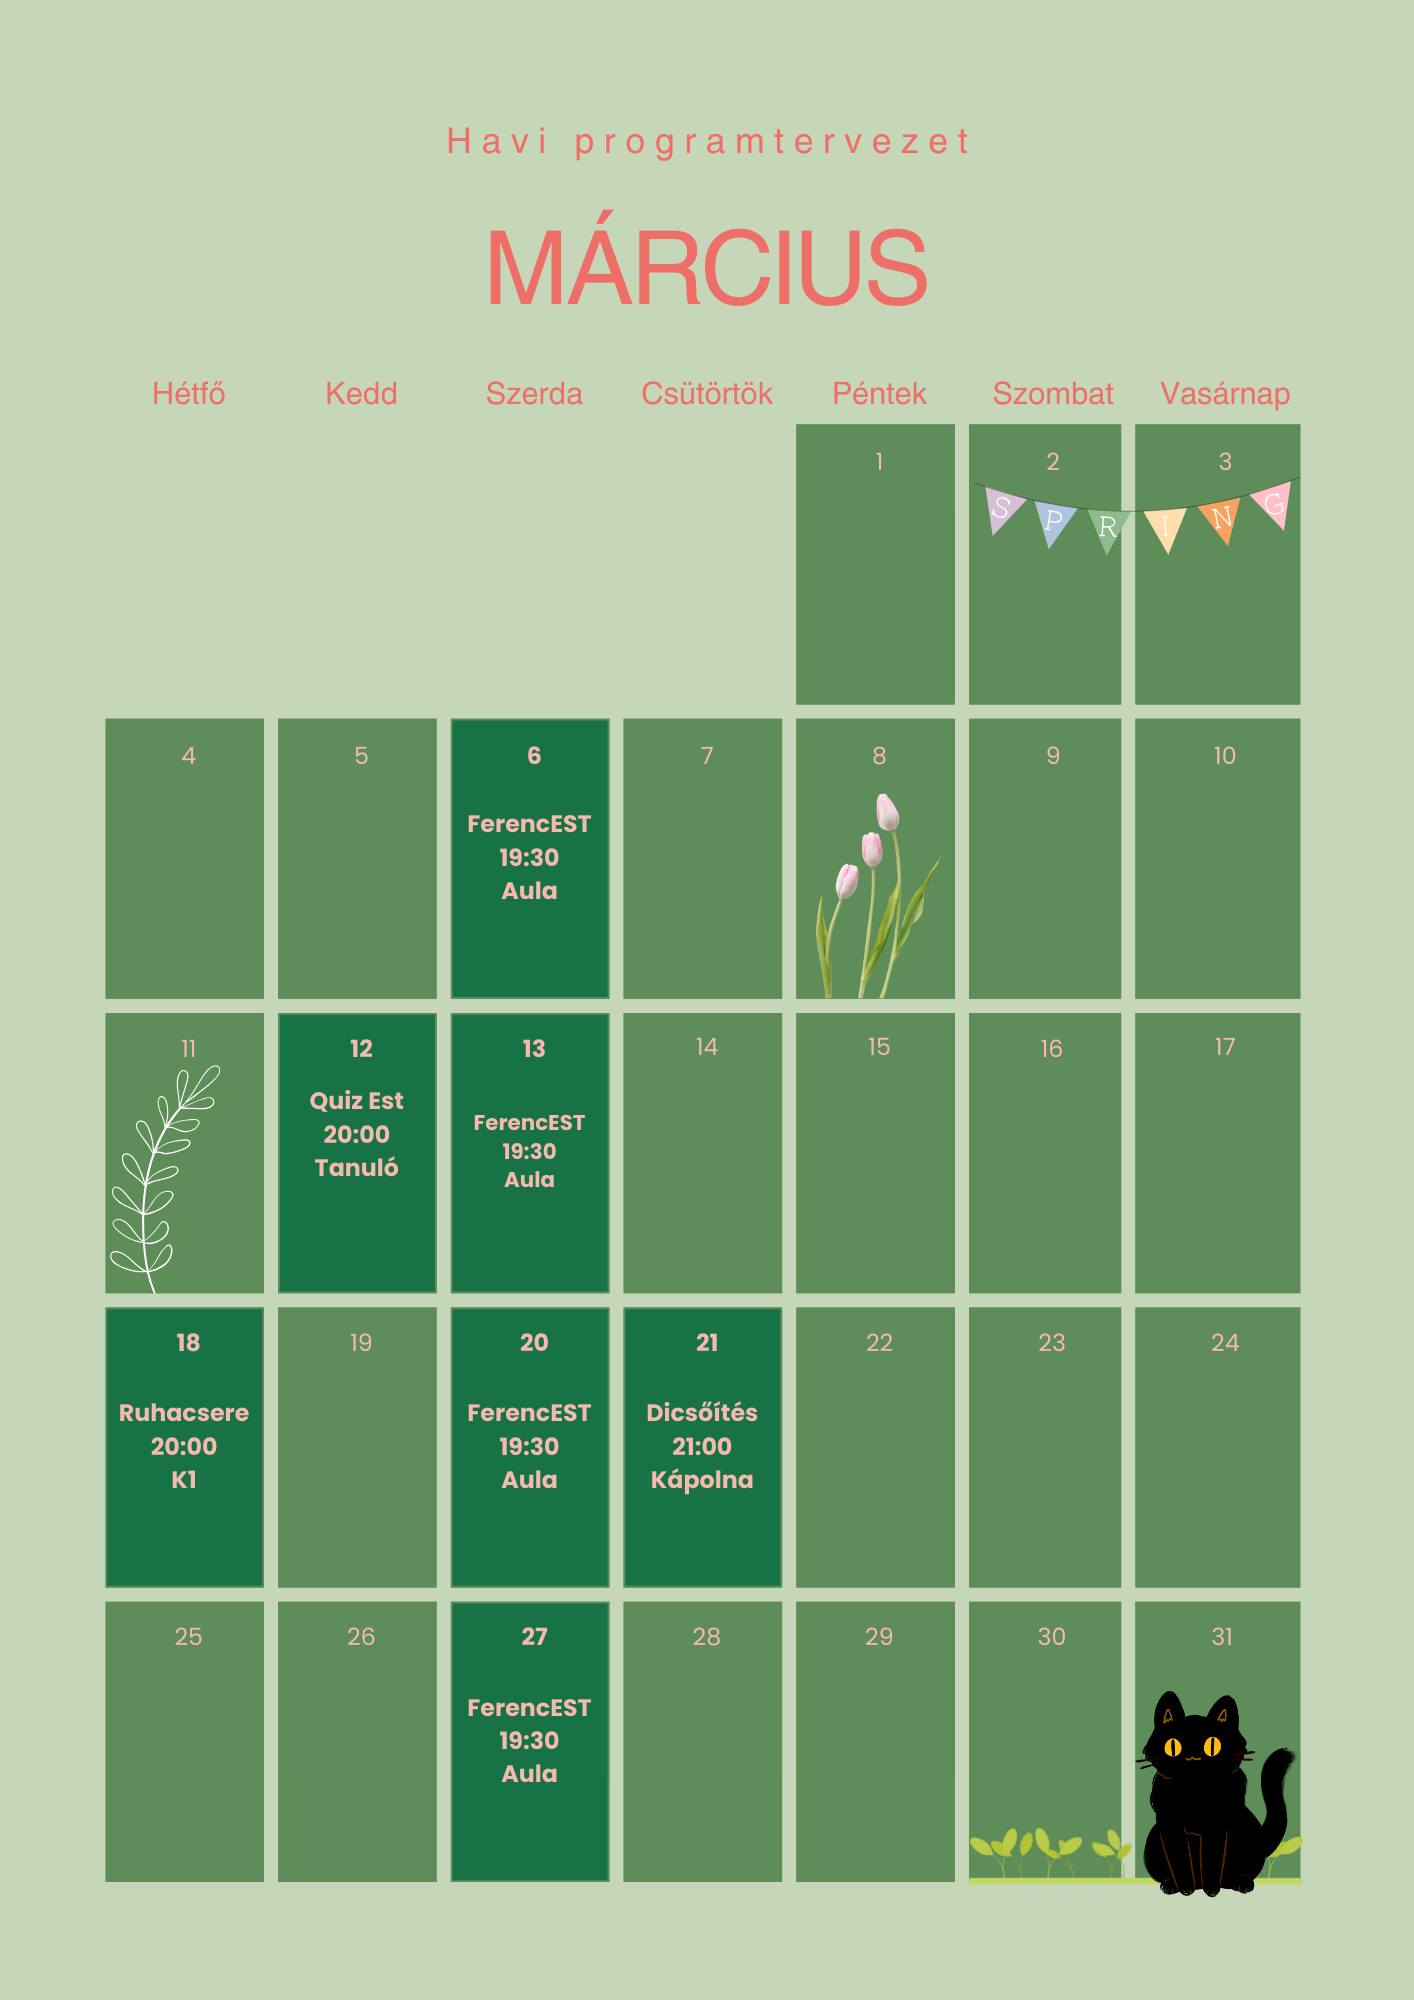 Havi programtervezet
MÁRCIUS
Hétfő Kedd Szerda Csütörtök Péntek Szombat Vasárnap
1 2 3
SPRING
4 5 6 7 8 9 10
FerencEST
19:30
Aula
11 12 13 14 15 16 17
Quiz Est
20:00
Tanuló
FerencEST
19:30
Aula
18 19 20 21 22 23 24
Ruhacsere
20:00
K1
FerencEST
19:30
Aula
Dicsőítés
21:00
Kápolna
25 26 27 28 29 30 31
FerencEST
19:30
Aula